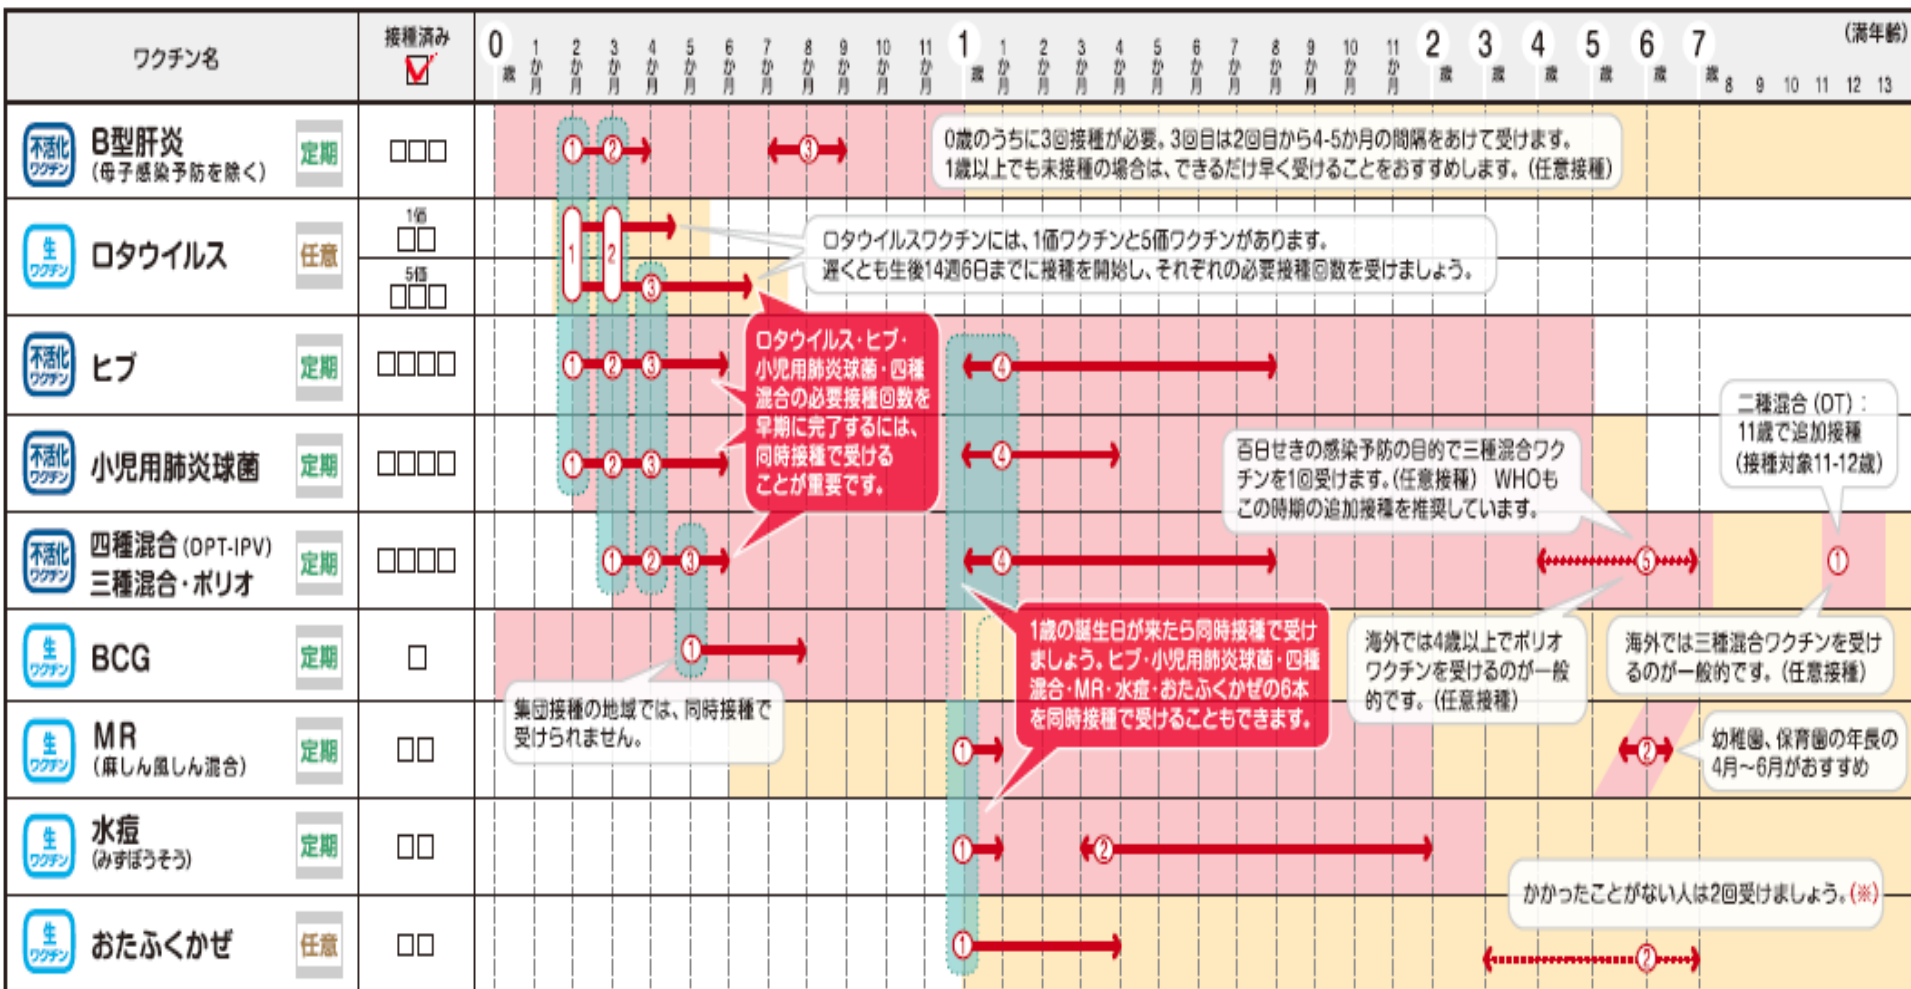 ワクチン名
接種済み
0歳
1か月
2か月
3か月
4か月
5か月
6か月
7か月
8か月
9か月
10か月
11か月
1歳
1か月
2か月
3か月
4か月
5か月
6か月
7か月
8か月
9か月
10か月
11か月
2歳
3歳
4歳
5歳
6歳
7歳
8 9 10 11 12 13
(満年齢)
不活化
ワクチン
B型肝炎
(母子感染予防を除く)
定期
① ② ③
0歳のうちに3回接種が必要。3回目は2回目から4-5か月の間隔をあけて受けます。
1歳以上でも未接種の場合は、できるだけ早く受けることをおすすめします。(任意接種)
生
ワクチン
ロタウイルス
任意
1価
5価
1 2
③
ロタウイルスワクチンには、1価ワクチンと5価ワクチンがあります。
遅くとも生後14週6日までに接種を開始し、それぞれの必要接種回数を受けましょう。
不活化
ワクチン
ヒブ
定期
① ② ③ ④
ロタウイルス・ヒブ・
小児用肺炎球菌・四種
混合の必要接種回数を
早期に完了するには、
同時接種で受ける
ことが重要です。
不活化
ワクチン
小児用肺炎球菌
定期
① ② ③ ④
百日せきの感染予防の目的で三種混合ワク
チンを1回受けます。(任意接種) WHOも
この時期の追加接種を推奨しています。
二種混合(DT):
11歳で追加接種
(接種対象11-12歳)
不活化
ワクチン
四種混合(DPT-IPV)
三種混合・ポリオ
定期
① ② ③ ④ ⑤ ①
生
ワクチン
BCG
定期
①
集団接種の地域では、同時接種で
受けられません。
1歳の誕生日が来たら同時接種で受け
ましょう。ヒブ・小児用肺炎球菌・四種
混合・MR・水痘・おたふくかぜの6本
を同時接種で受けることもできます。
海外では4歳以上でポリオ
ワクチンを受けるのが一般
的です。(任意接種)
海外では三種混合ワクチンを受け
るのが一般的です。(任意接種)
生
ワクチン
MR
(麻しん風しん混合)
定期
① ②
幼稚園、保育園の年長の
4月～6月がおすすめ
生
ワクチン
水痘
(みずぼうそう)
定期
① ②
生
ワクチン
おたふくかぜ
任意
① ②
かかったことがない人は2回受けましょう。(※)